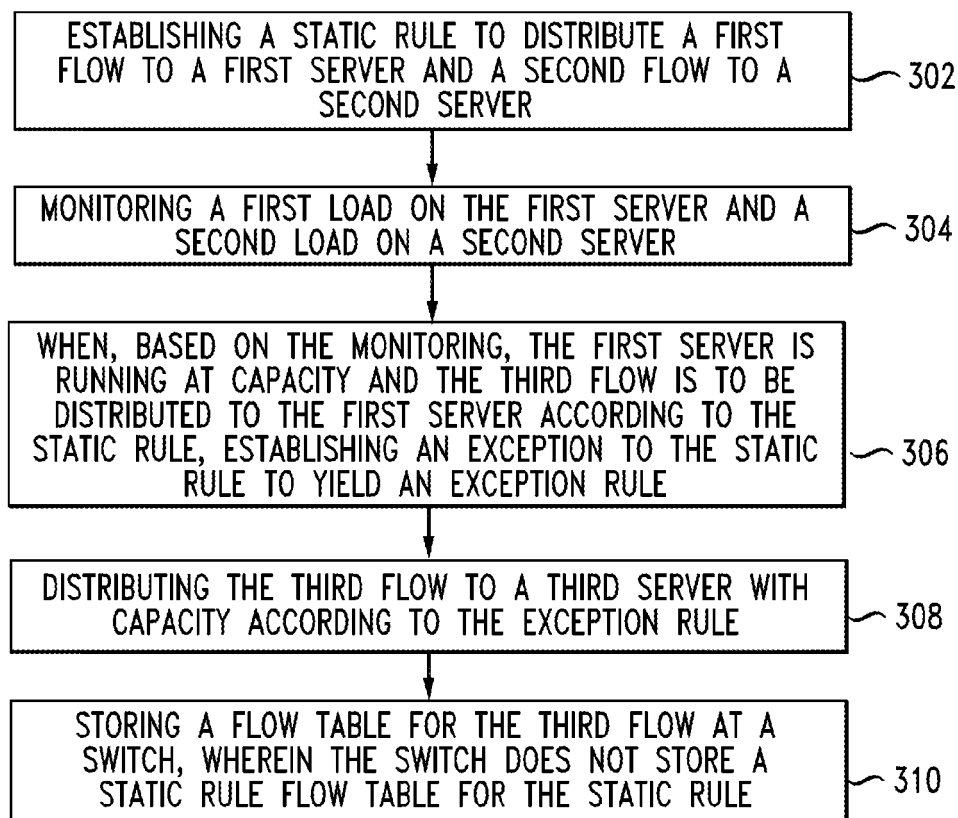 ESTABLISHING A STATIC RULE TO DISTRIBUTE A FIRST
FLOW TO A FIRST SERVER AND A SECOND FLOW TO A
SECOND SERVER
302
MONITORING A FIRST LOAD ON THE FIRST SERVER AND A
SECOND LOAD ON A SECOND SERVER
304
WHEN, BASED ON THE MONITORING, THE FIRST SERVER IS
RUNNING AT CAPACITY AND THE THIRD FLOW IS TO BE
DISTRIBUTED TO THE FIRST SERVER ACCORDING TO THE
STATIC RULE, ESTABLISHING AN EXCEPTION TO THE STATIC
RULE TO YIELD AN EXCEPTION RULE
306
DISTRIBUTING THE THIRD FLOW TO A THIRD SERVER WITH
CAPACITY ACCORDING TO THE EXCEPTION RULE
308
STORING A FLOW TABLE FOR THE THIRD FLOW AT A
SWITCH, WHEREIN THE SWITCH DOES NOT STORE A
STATIC RULE FLOW TABLE FOR THE STATIC RULE
310